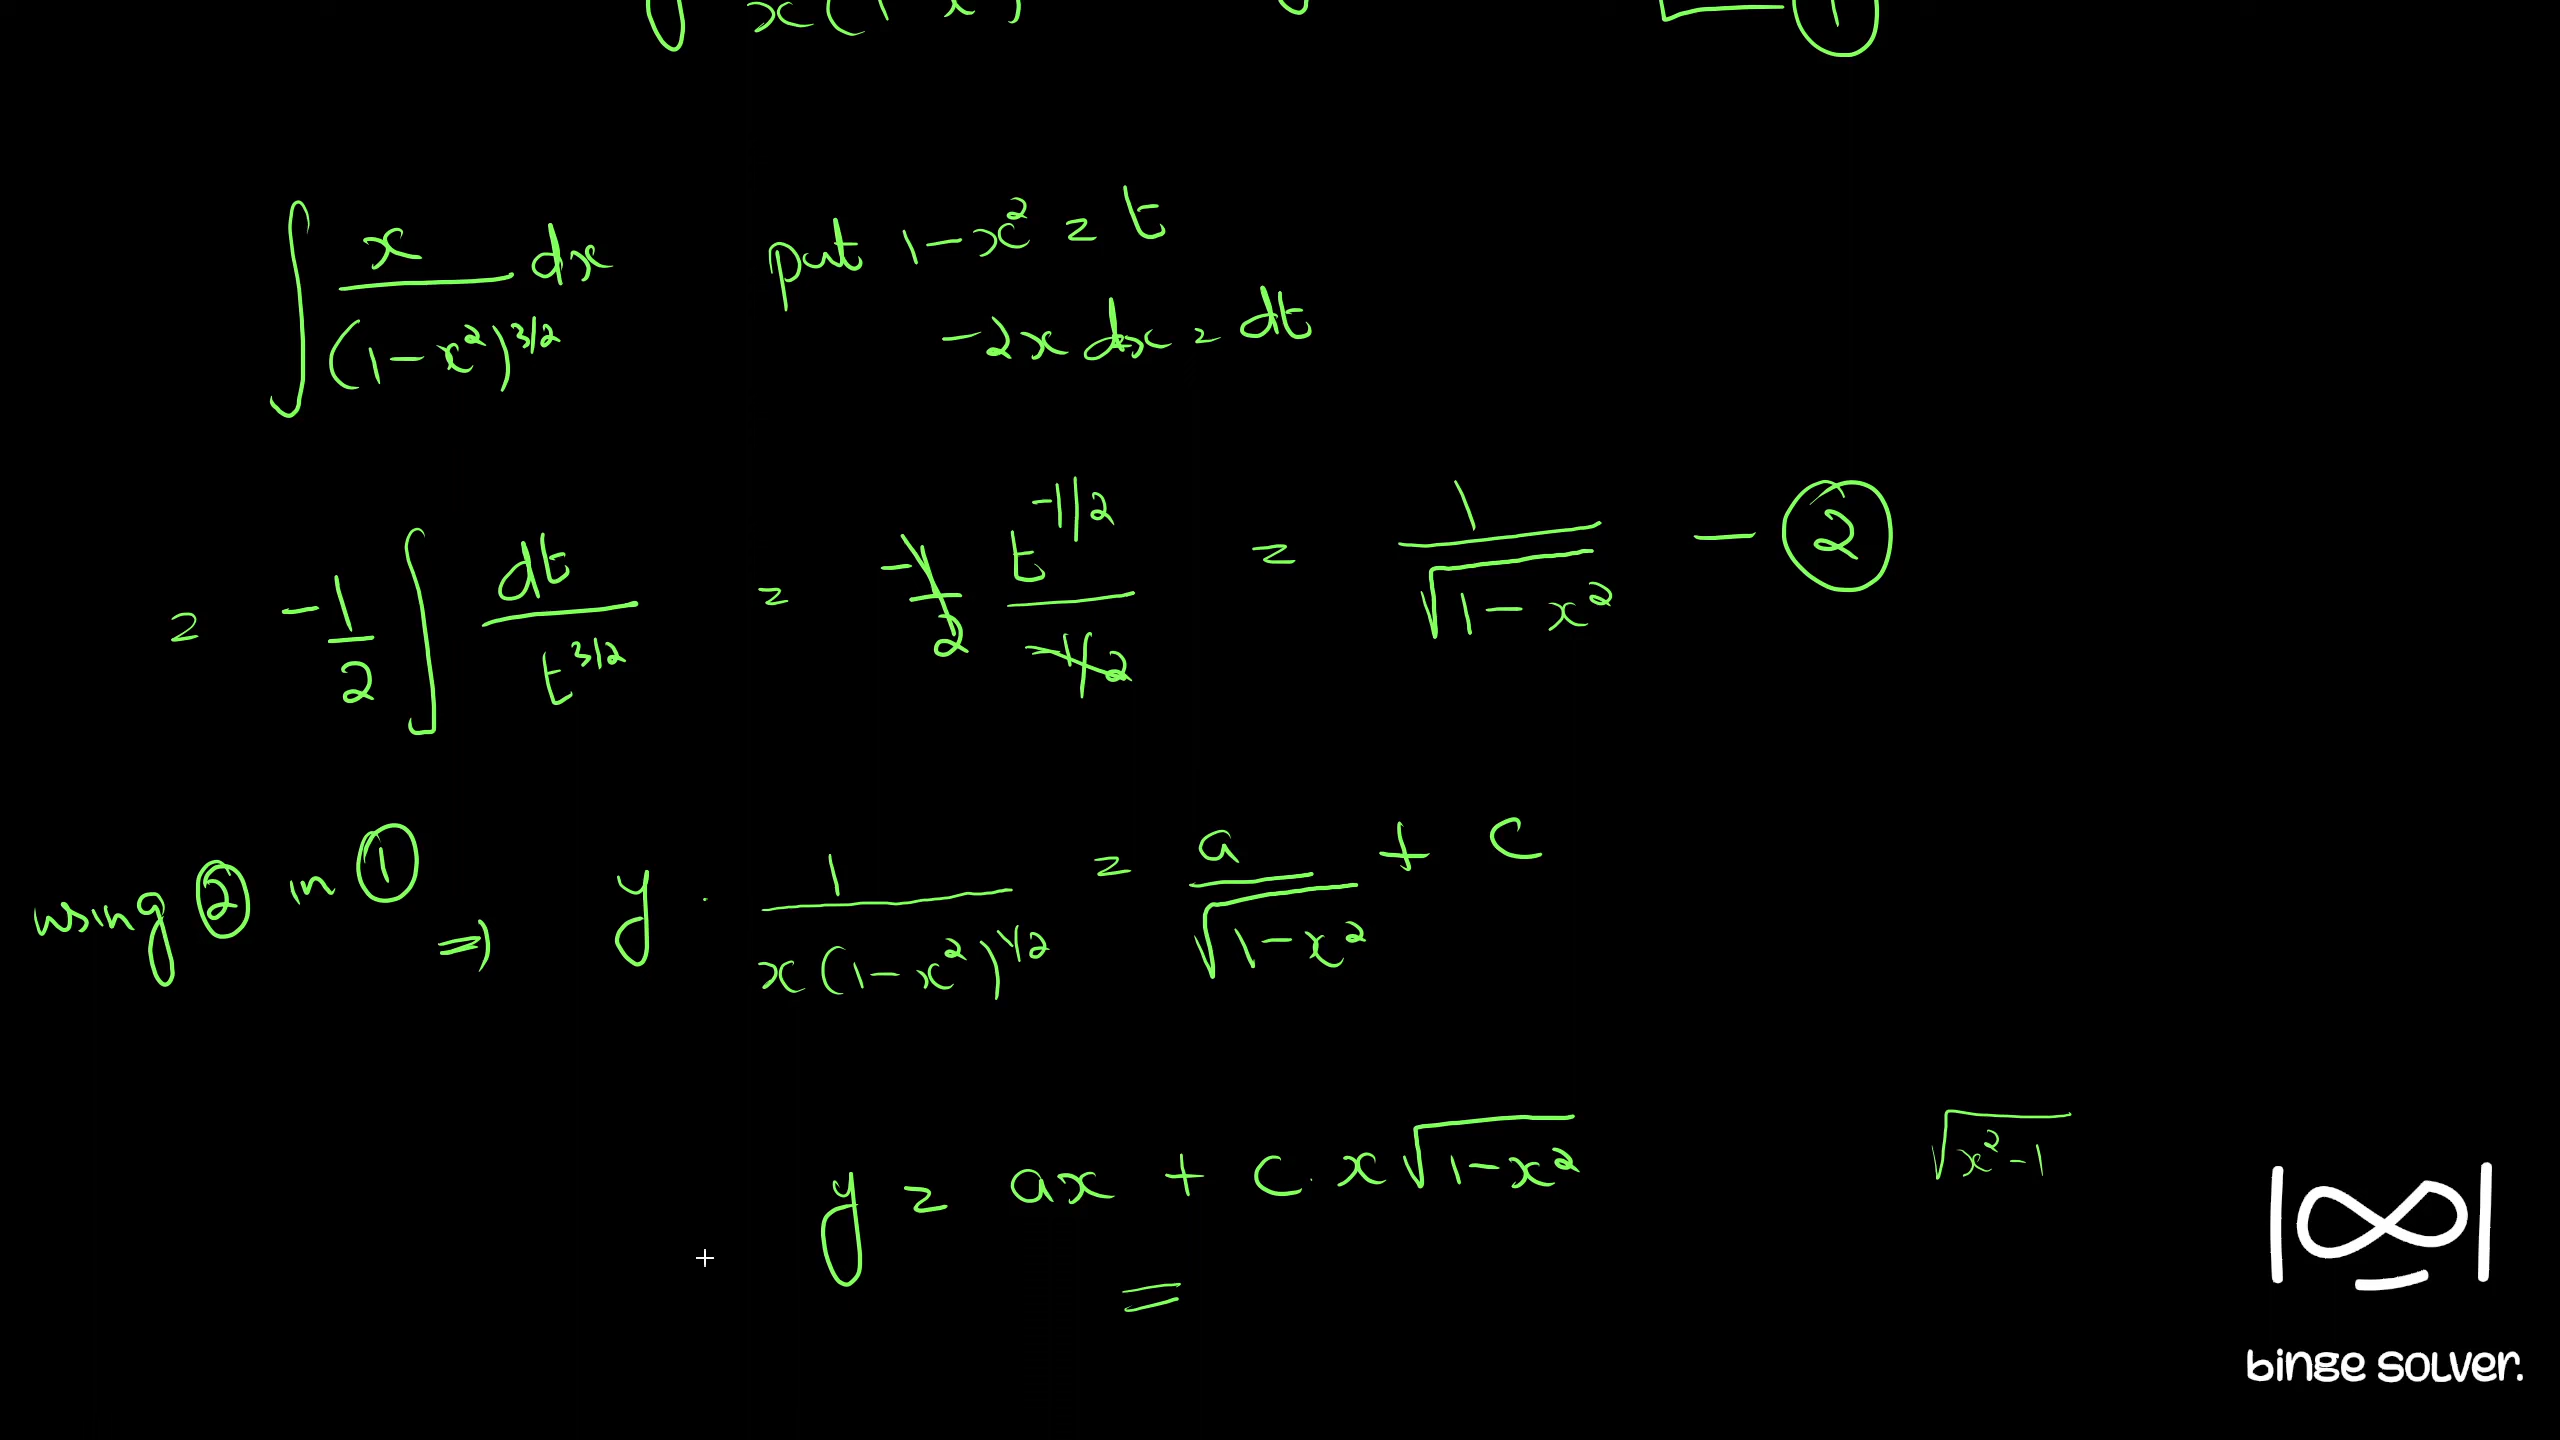 ∫ x/(1-x²)^3/2 dx put 1-x² = t
-2x dx = dt
= -1/2 ∫ dt/t^3/2 = -1/2 t^-1/2/-1/2 = 1/√1-x² - ②
using ② in ① ⇒ y · 1/x(1-x²)^1/2 = a/√1-x² + c
y = ax + c. x√1-x² √x²-1
binge solver.